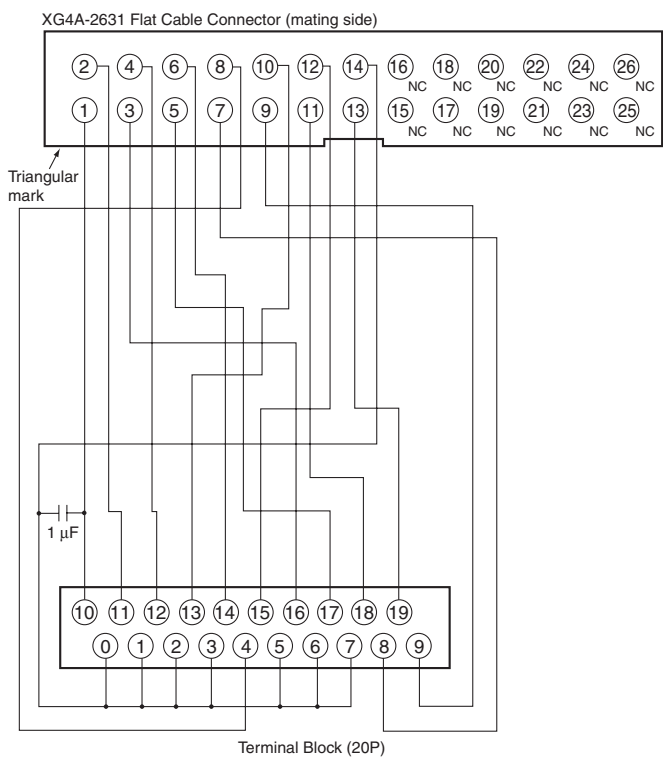 XG4A-2631 Flat Cable Connector (mating side)
2 4 6 8 10 12 14 16 18 20 22 24 26
NC NC NC NC NC NC
1 3 5 7 9 11 13 15 17 19 21 23 25
NC NC NC NC NC NC
Triangular
mark
1 μF
10 11 12 13 14 15 16 17 18 19
0 1 2 3 4 5 6 7 8 9
Terminal Block (20P)